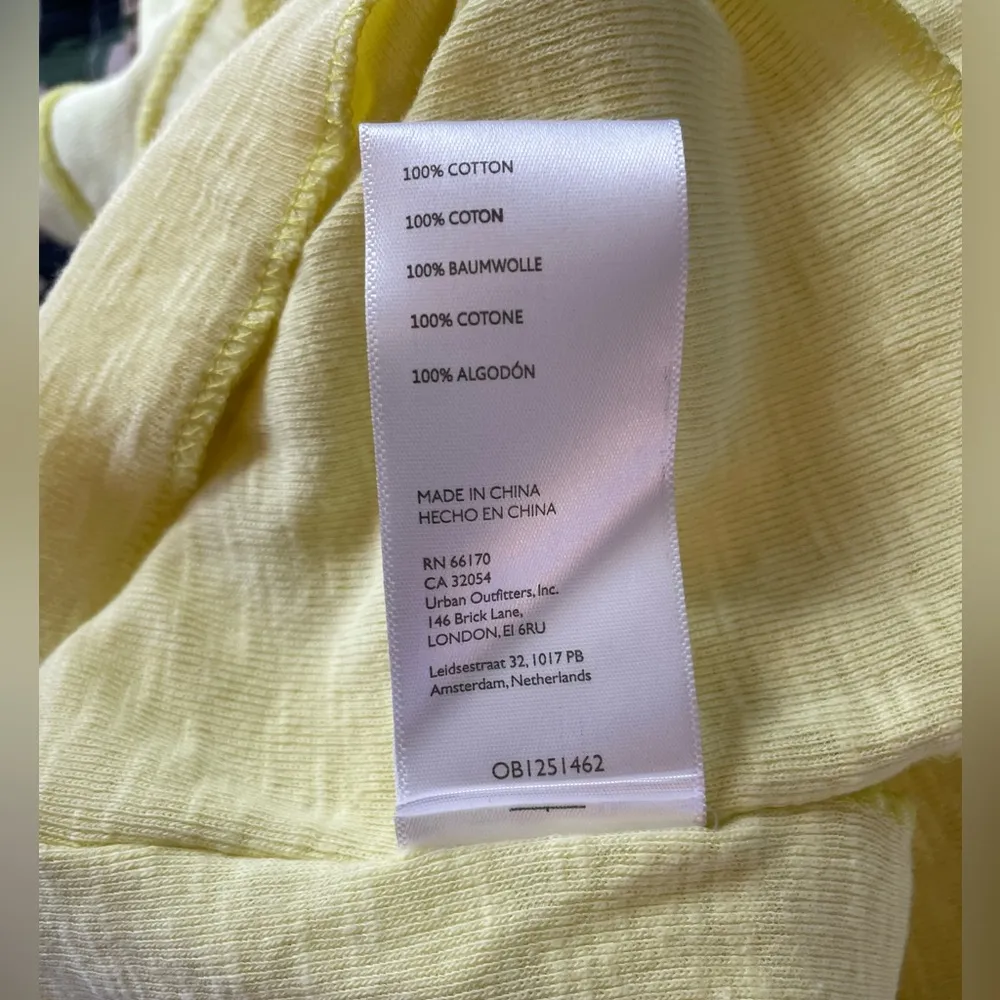 100% COTTON
100% COTON
100% BAUMWOLLE
100% COTONE
100% ALGODÓN
MADE IN CHINA
HECHO EN CHINA
RN 66170
CA 32054
Urban Outfitters, Inc.
146 Brick Lane,
LONDON, E1 6RU
Leidsestraat 32, 1017 PB
Amsterdam, Netherlands
OB1251462